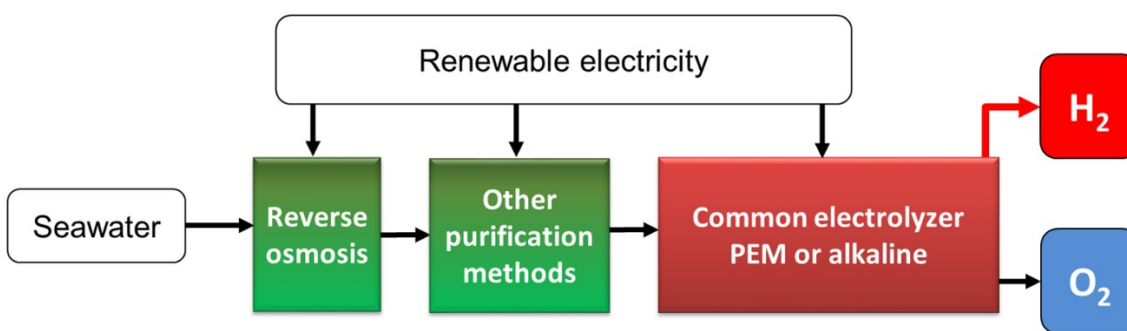 Renewable electricity
H₂
Seawater
Reverse
osmosis
Other
purification
methods
Common electrolyzer
PEM or alkaline
O₂